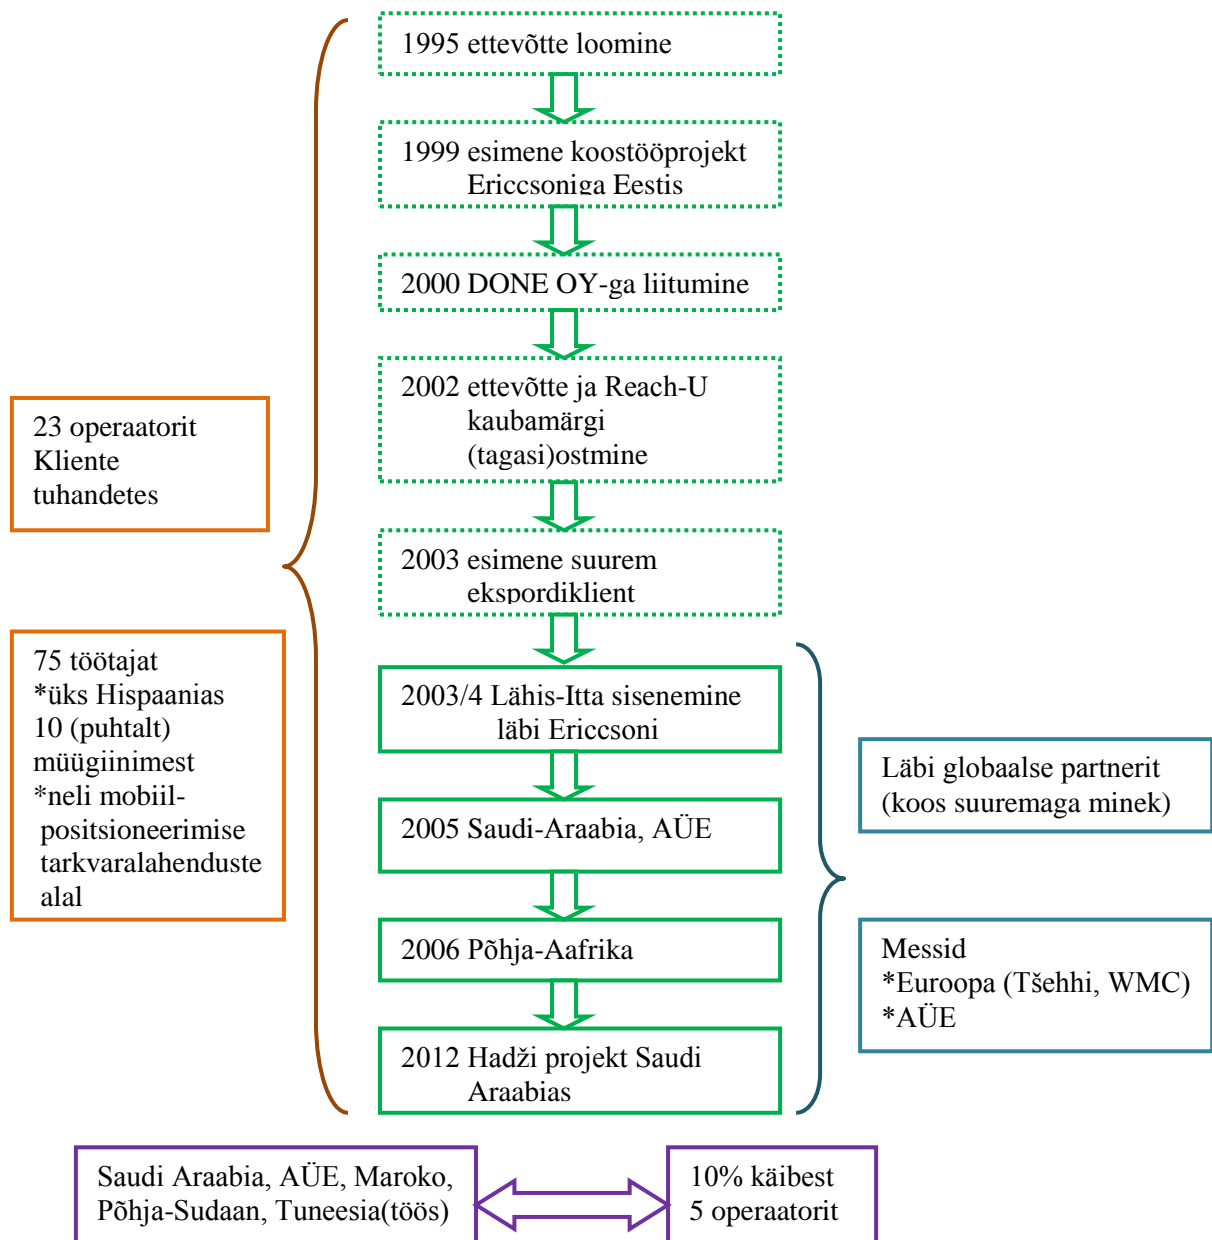 1995 ettevõtte loomine
1999 esimene koostööprojekt
Ericcsoniga Eestis
2000 DONE OY-ga liitumine
2002 ettevõtte ja Reach-U
kaubamärgi
(tagasi)ostmine
2003 esimene suurem
ekspordiklient
2003/4 Lähis-Itta sisenemine
läbi Ericcsoni
2005 Saudi-Araabia, AÜE
2006 Põhja-Aafrika
2012 Hadži projekt Saudi
Araabias
23 operaatorit
Kliente
tuhandetes
75 töötajat
*üks Hispaanias
10 (puhtalt)
müügiinimest
*neli mobiil-
positsioneerimise
tarkvaralahenduste
alal
Läbi globaalse partnerit
(koos suuremaga minek)
Messid
*Euroopa (Tšehhi, WMC)
*AÜE
Saudi Araabia, AÜE, Maroko,
Põhja-Sudaan, Tuneesia(töös)
10% käibest
5 operaatorit